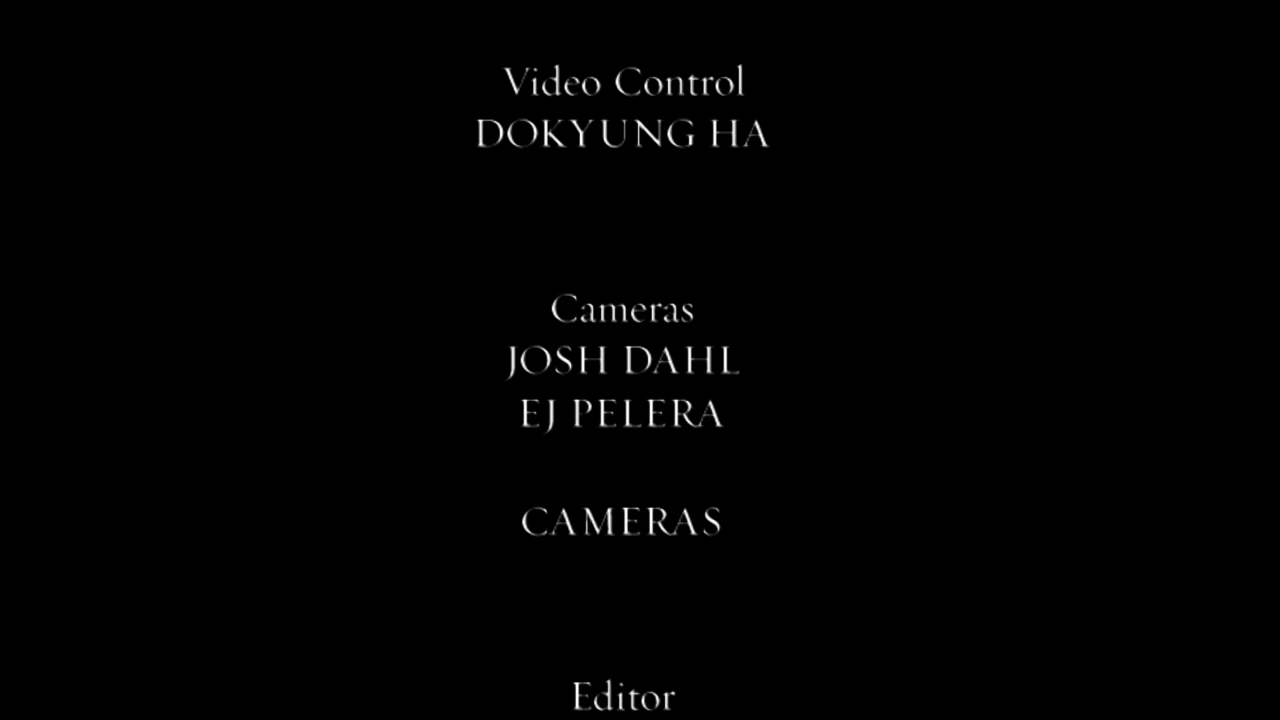 Video Control
DOKYUNG HA
Cameras
JOSH DAHL
EJ PELERA
CAMERAS
Editor